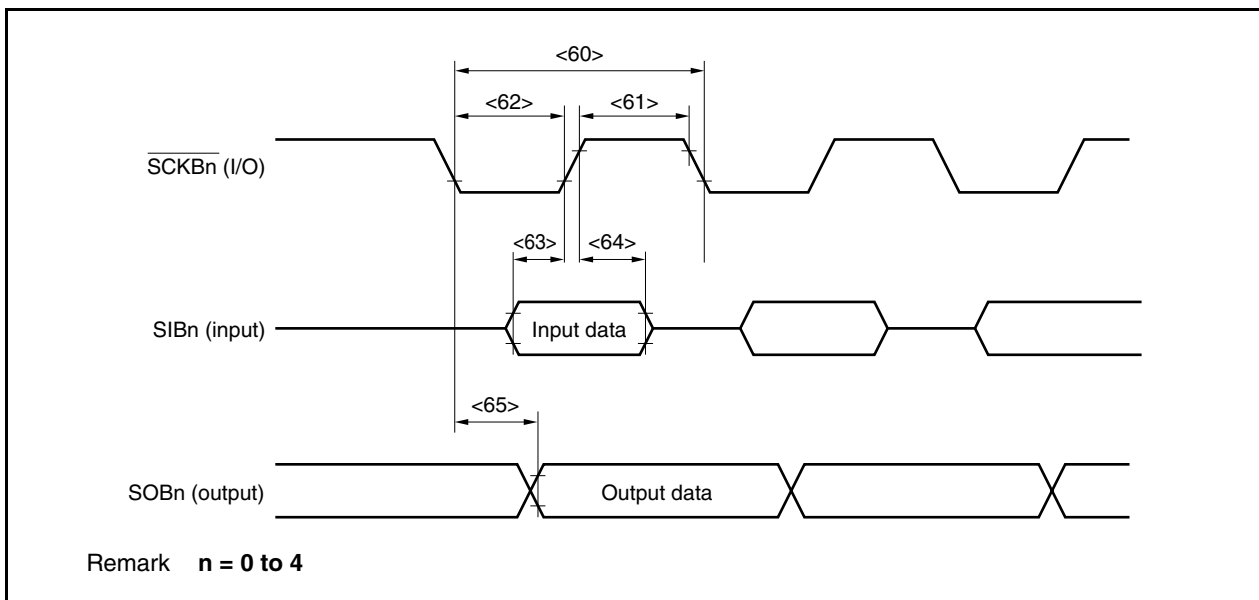 <60>
<62> <61>
SCKBn (I/O)
<63> <64>
SIBn (input) Input data
<65>
SOBn (output) Output data
Remark n = 0 to 4